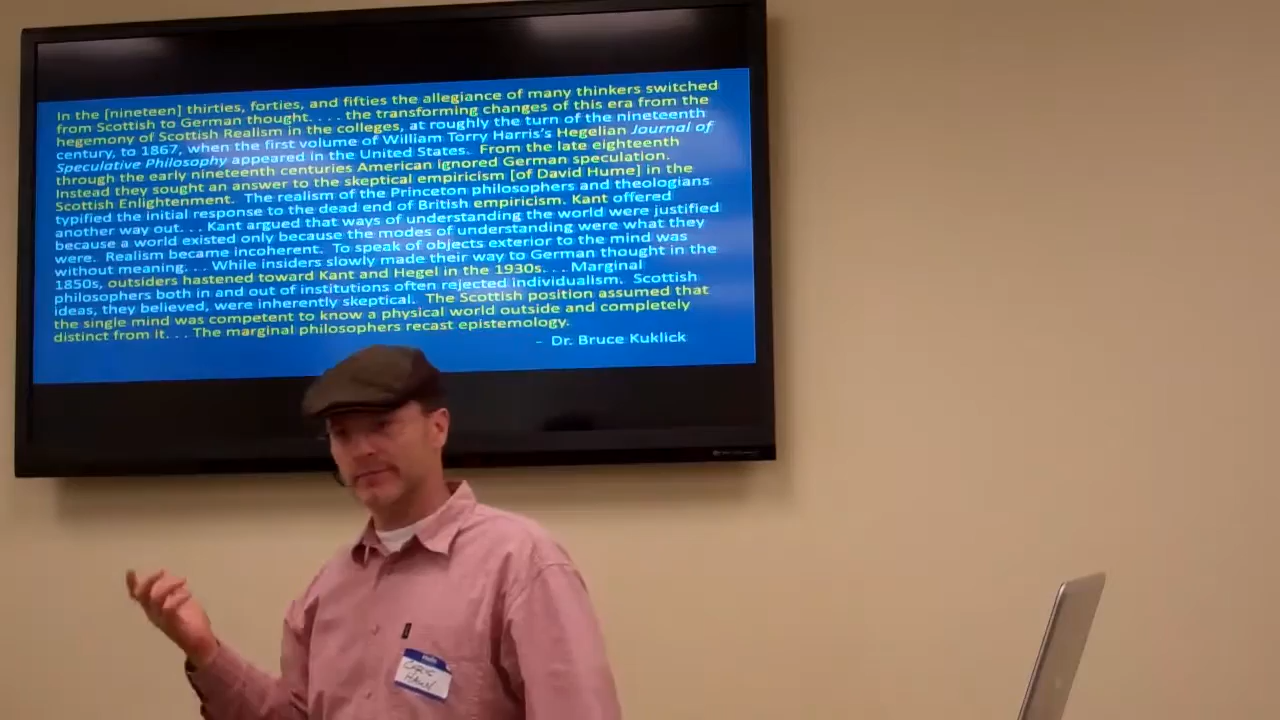 In the [nineteen] thirties, forties, and fifties the allegiance of many thinkers switched
from Scottish to German thought. . . . the transforming changes of this era from the
hegemony of Scottish Realism in the colleges, at roughly the turn of the nineteenth
century, to 1867, when the first volume of William Torry Harris's Hegelian Journal of
Speculative Philosophy appeared in the United States. From the late eighteenth
through the early nineteenth centuries American ignored German speculation.
Instead they sought an answer to the skeptical empiricism [of David Hume] in the
Scottish Enlightenment. The realism of the Princeton philosophers and theologians
typified the initial response to the dead end of British empiricism. Kant offered
another way out. . . Kant argued that ways of understanding the world were justified
because a world existed only because the modes of understanding were what they
were. Realism became incoherent. To speak of objects exterior to the mind was
without meaning. . . While insiders slowly made their way to German thought in the
1850s, outsiders hastened toward Kant and Hegel in the 1930s. . . Marginal
philosophers both in and out of institutions often rejected individualism. Scottish
ideas, they believed, were inherently skeptical. The Scottish position assumed that
the single mind was competent to know a physical world outside and completely
distinct from it. . . The marginal philosophers recast epistemology.
– Dr. Bruce Kuklick